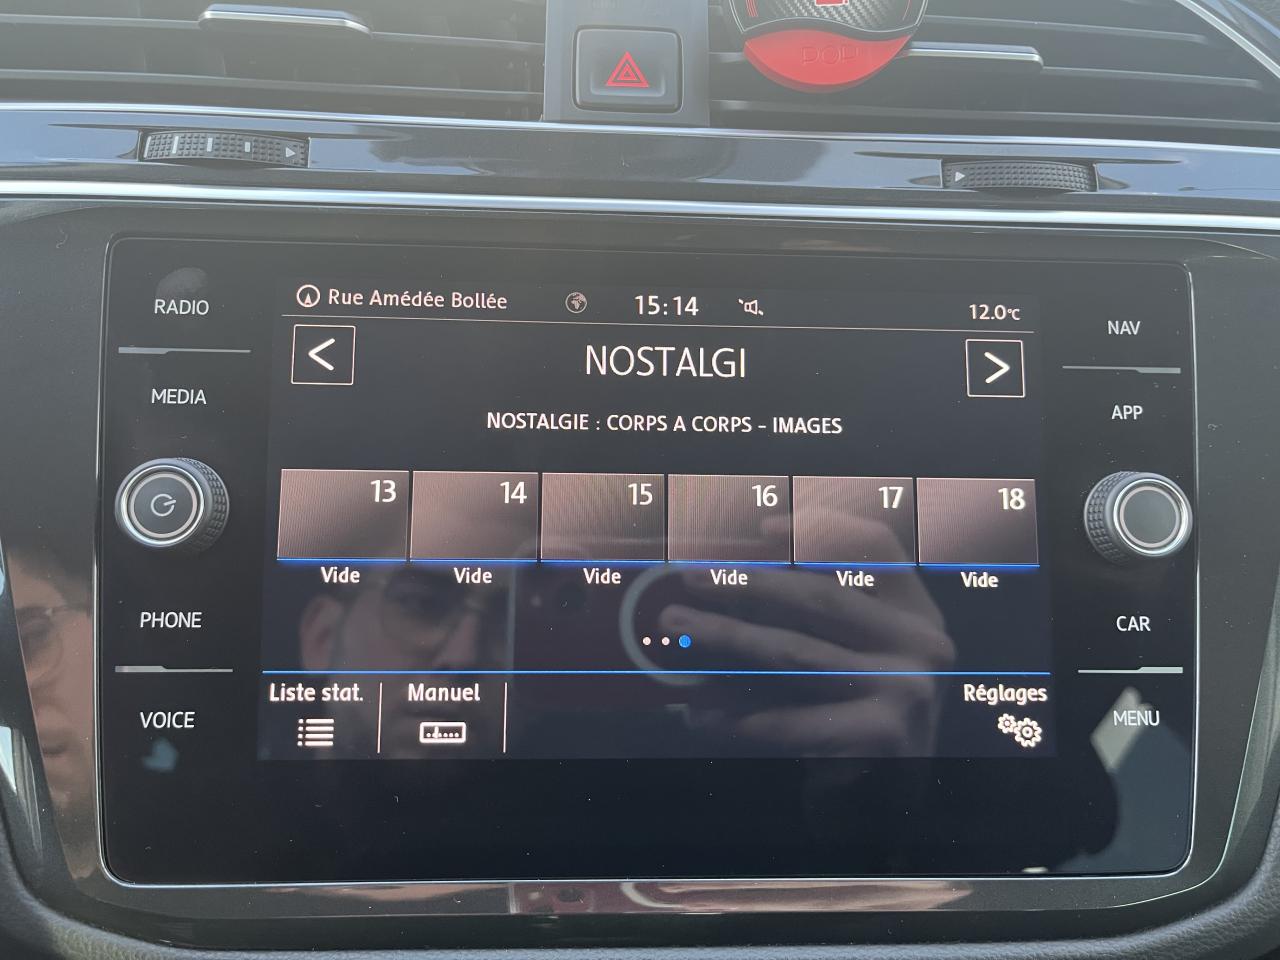 POP
RADIO
MEDIA
PHONE
VOICE
Rue Amédée Bollée
15:14
12.0°C
<
NOSTALGI
>
NOSTALGIE : CORPS A CORPS - IMAGES
13 14 15 16 17 18
Vide Vide Vide Vide Vide Vide
Liste stat. Manuel Réglages
NAV
APP
CAR
MENU